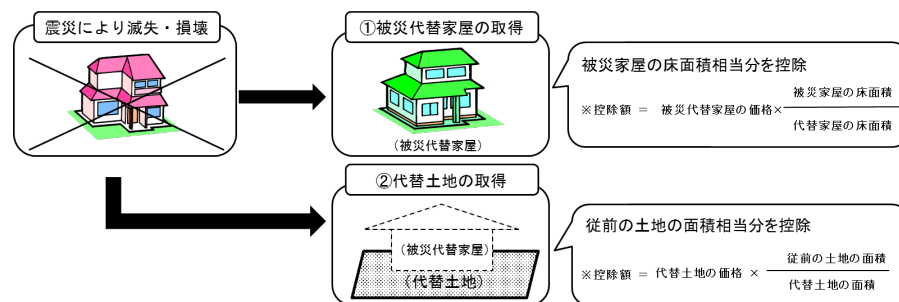 震災により滅失・損壊
①被災代替家屋の取得
(被災代替家屋)
被災家屋の床面積相当分を控除
※控除額 = 被災代替家屋の価格×被災家屋の床面積
代替家屋の床面積
②代替土地の取得
(被災代替家屋)
(代替土地)
従前の土地の面積相当分を控除
※控除額 = 代替土地の価格 × 従前の土地の面積
代替土地の面積